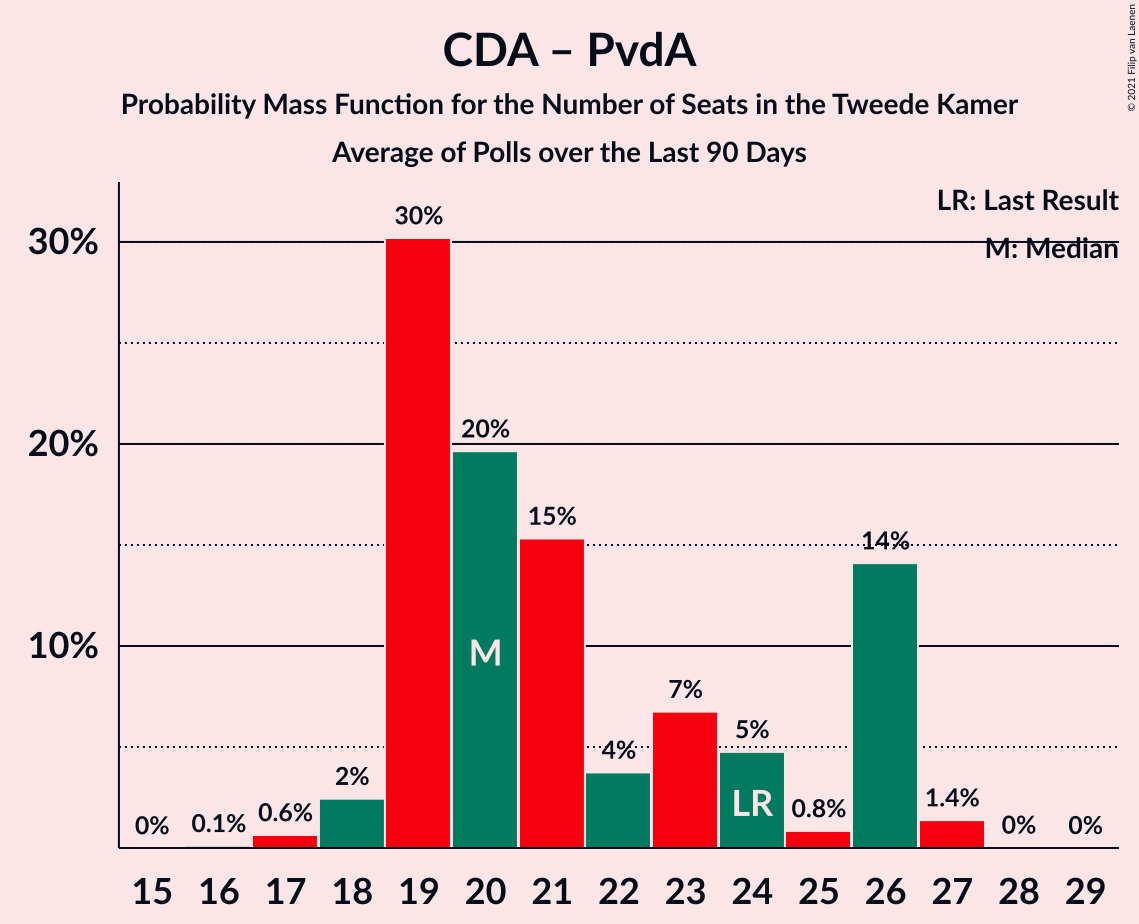 CDA – PvdA
Probability Mass Function for the Number of Seats in the Tweede Kamer
Average of Polls over the Last 90 Days
© 2021 Filip van Laenen
LR: Last Result
M: Median
30%
20%
10%
0%
0.1%
0.6%
2%
30%
20%
15%
4%
7%
5%
0.8%
14%
1.4%
0%
0%
M
LR
15 16 17 18 19 20 21 22 23 24 25 26 27 28 29